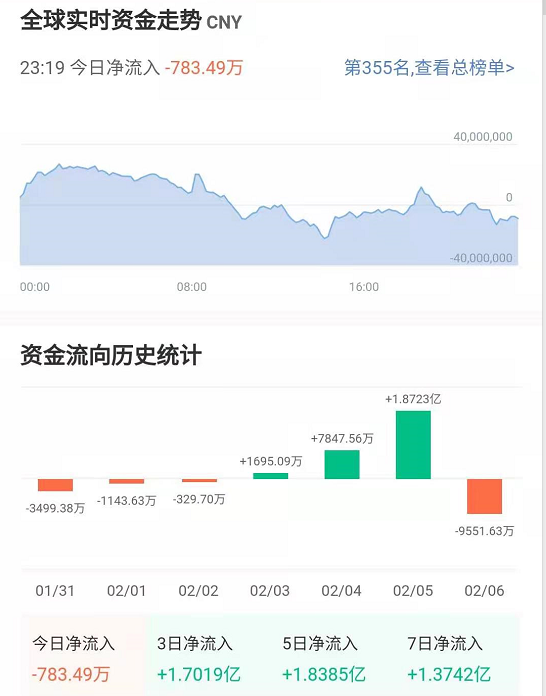 全球实时资金走势 CNY
23:19 今日净流入 -783.49万 第355名,查看总榜单>
40,000,000
0
-40,000,000
00:00 08:00 16:00
资金流向历史统计
+1.8723亿
+7847.56万
+1695.09万
-3499.38万 -1143.63万 -329.70万
-9551.63万
01/31 02/01 02/02 02/03 02/04 02/05 02/06
今日净流入 3日净流入 5日净流入 7日净流入
-783.49万 +1.7019亿 +1.8385亿 +1.3742亿